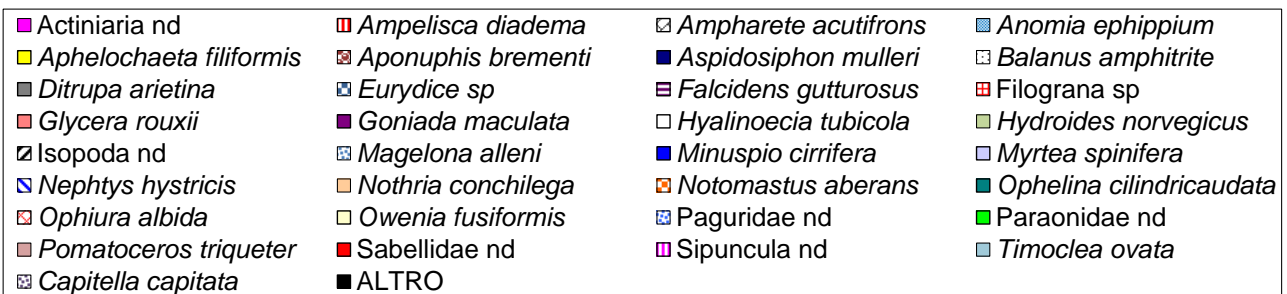 Actiniaria nd Ampelisca diadema Ampharete acutifrons Anomia ephippium
Aphelochaeta filiformis Aponuphis brementi Aspidosiphon mulleri Balanus amphitrite
Ditrupa arietina Eurydice sp Falcidens gutturosus Filograna sp
Glycera rouxii Goniada maculata Hyalinoecia tubicola Hydroides norvegicus
Isopoda nd Magelona alleni Minuspio cirrifera Myrtea spinifera
Nephtys hystricis Nothria conchilega Notomastus aberans Ophelina cilindricaudata
Ophiura albida Owenia fusiformis Paguridae nd Paraonidae nd
Pomatoceros triqueter Sabellidae nd Sipuncula nd Timoclea ovata
Capitella capitata ALTRO